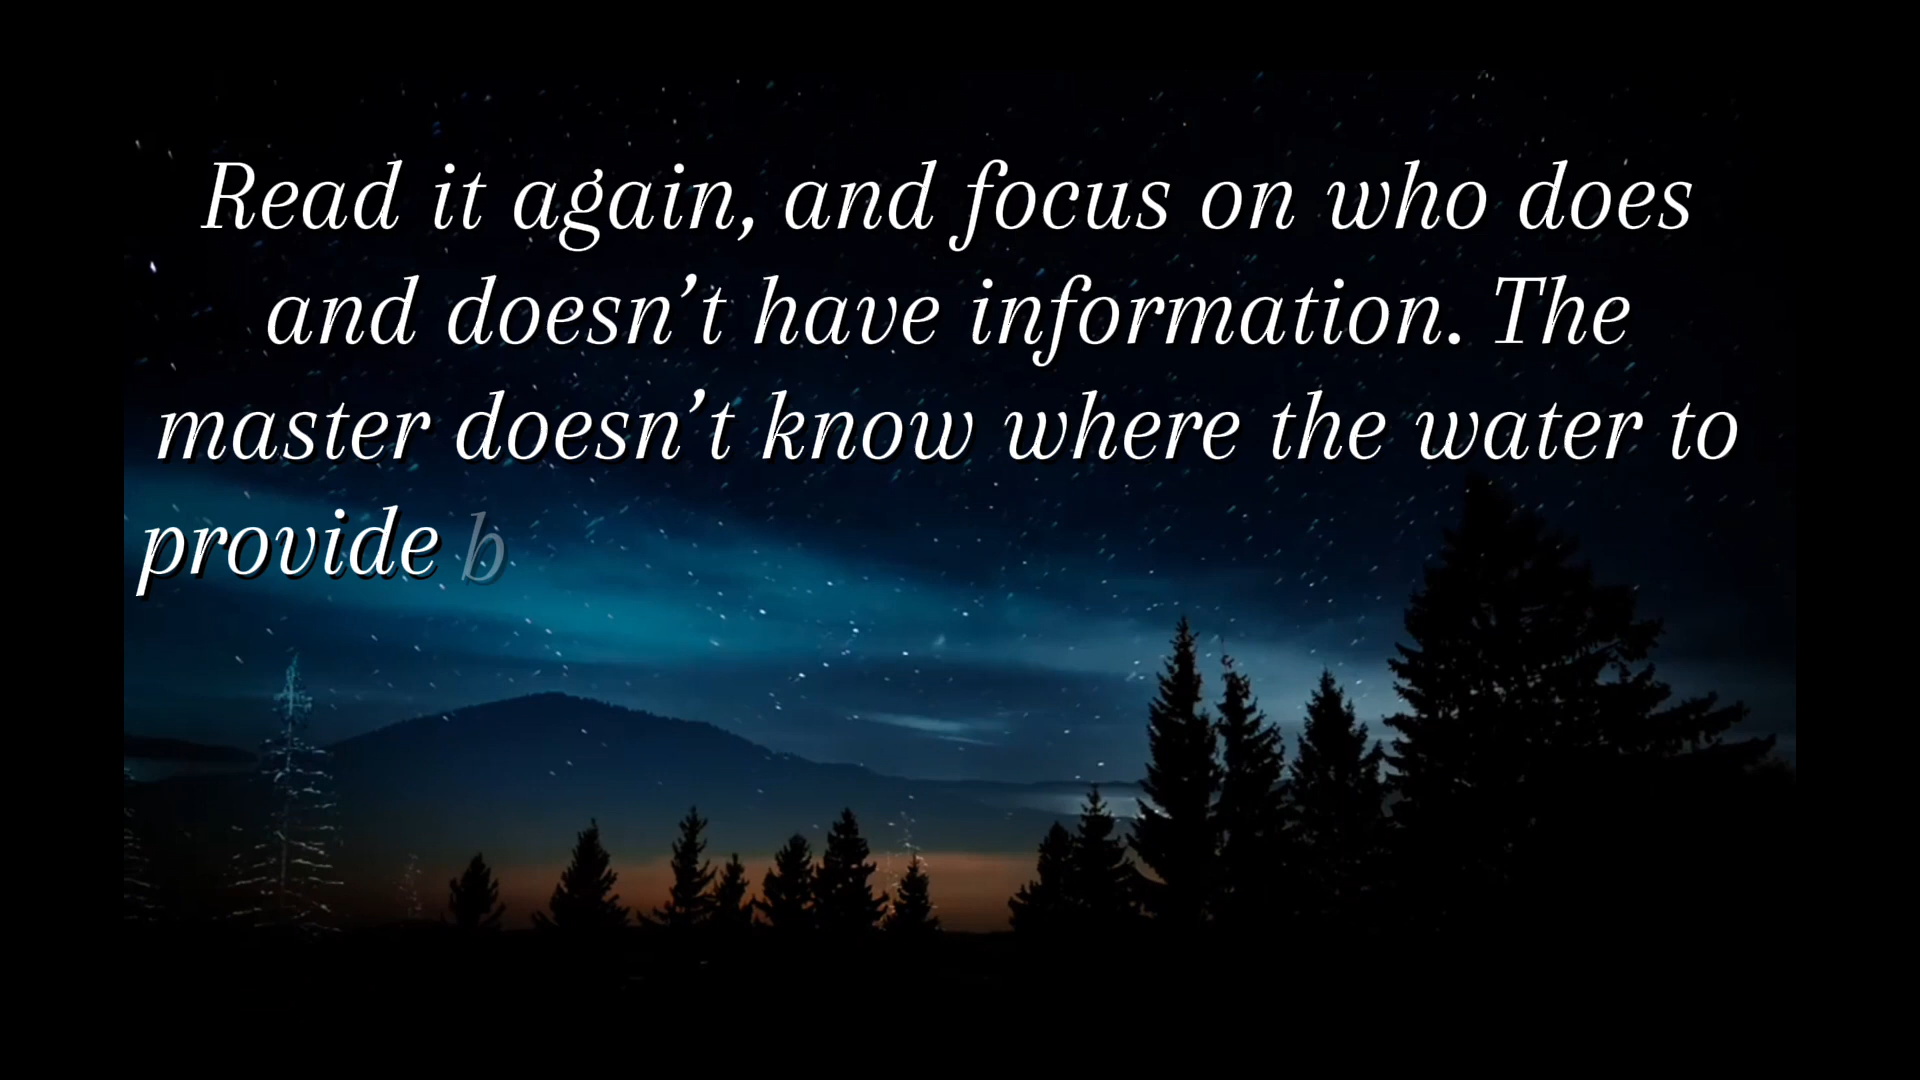 Read it again, and focus on who does
and doesn’t have information. The
master doesn’t know where the water to
provide b